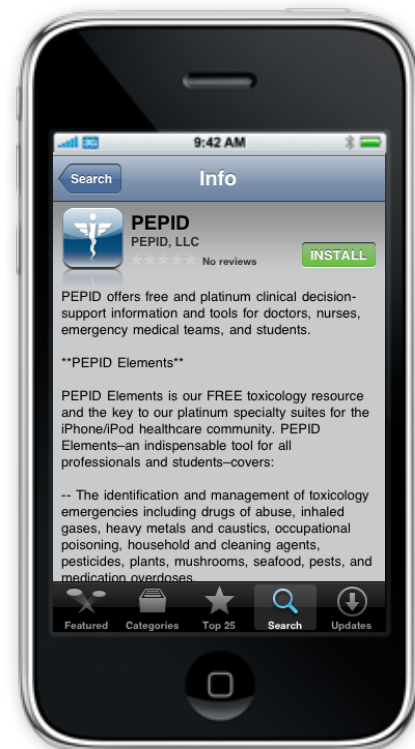 3G 9:42 AM
Search Info
PEPID
PEPID, LLC
No reviews
INSTALL
PEPID offers free and platinum clinical decision-
support information and tools for doctors, nurses,
emergency medical teams, and students.
**PEPID Elements**
PEPID Elements is our FREE toxicology resource
and the key to our platinum specialty suites for the
iPhone/iPod healthcare community. PEPID
Elements–an indispensable tool for all
professionals and students–covers:
-- The identification and management of toxicology
emergencies including drugs of abuse, inhaled
gases, heavy metals and caustics, occupational
poisoning, household and cleaning agents,
pesticides, plants, mushrooms, seafood, pests, and
medication overdoses.
Featured Categories Top 25 Search Updates